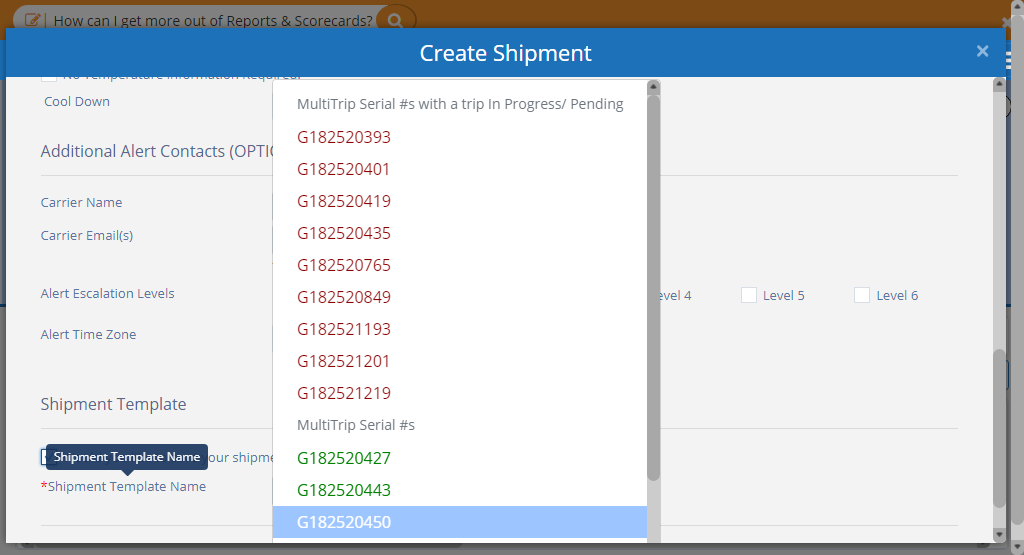 How can I get more out of Reports & Scorecards?
Create Shipment
×
No Temperature Information Required.
Cool Down
MultiTrip Serial #s with a trip In Progress/ Pending
G182520393
Additional Alert Contacts (OPTIO
G182520401
Carrier Name
G182520419
Carrier Email(s)
G182520435
G182520765
Alert Escalation Levels
G182520849
evel 4
Level 5
Level 6
Alert Time Zone
G182521193
G182521201
G182521219
Shipment Template
MultiTrip Serial #s
Shipment Template Name
our shipme
G182520427
*Shipment Template Name
G182520443
G182520450